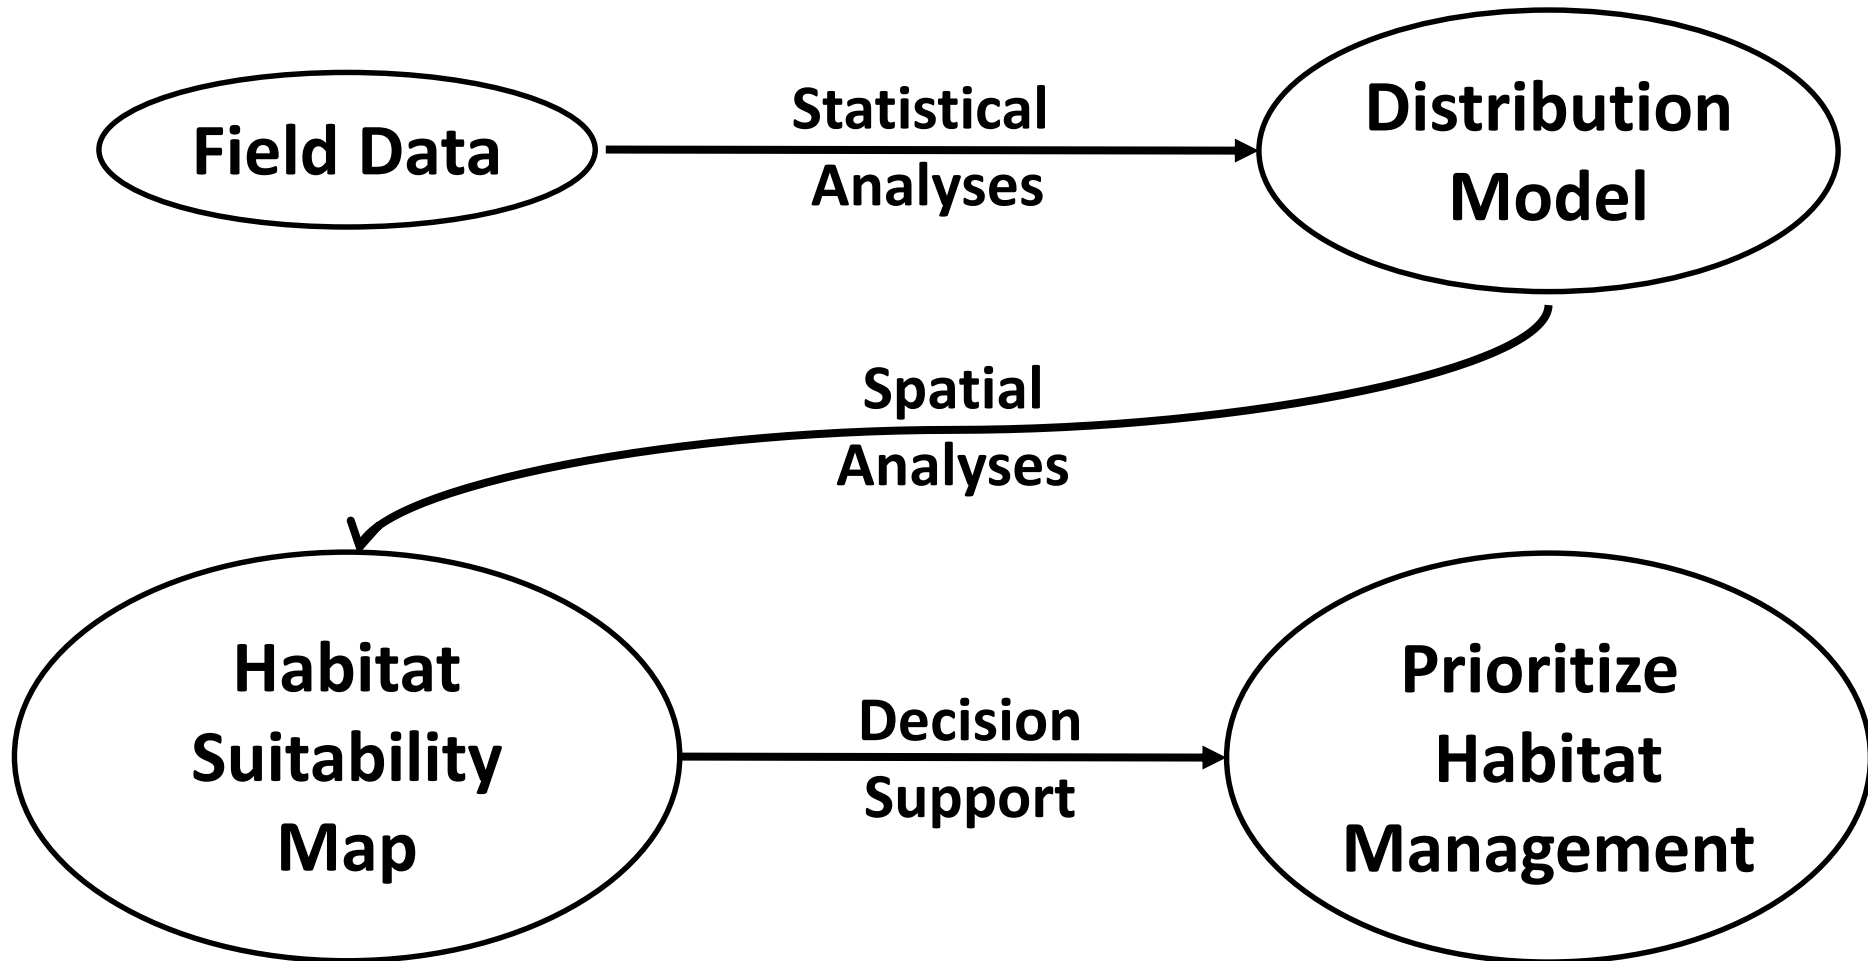 Field Data
Statistical
Analyses
Distribution
Model
Spatial
Analyses
Habitat
Suitability
Map
Decision
Support
Prioritize
Habitat
Management